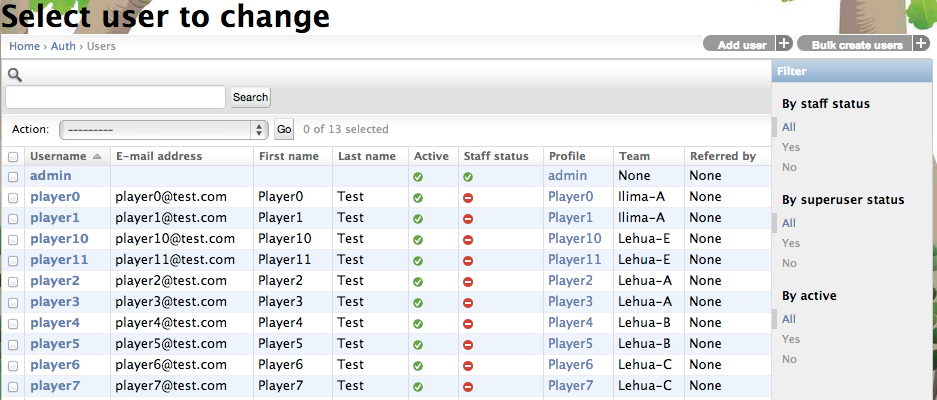 Select user to change
Home › Auth › Users
Add user +
Bulk create users +
Search
Action: ---------
Go
0 of 13 selected
Username E-mail address First name Last name Active Staff status Profile Team Referred by
admin admin None None
player0 player0@test.com Player0 Test Player0 Ilima-A None
player1 player1@test.com Player1 Test Player1 Ilima-A None
player10 player10@test.com Player10 Test Player10 Lehua-E None
player11 player11@test.com Player11 Test Player11 Lehua-E None
player2 player2@test.com Player2 Test Player2 Lehua-A None
player3 player3@test.com Player3 Test Player3 Lehua-A None
player4 player4@test.com Player4 Test Player4 Lehua-B None
player5 player5@test.com Player5 Test Player5 Lehua-B None
player6 player6@test.com Player6 Test Player6 Lehua-C None
player7 player7@test.com Player7 Test Player7 Lehua-C None
Filter
By staff status
All
Yes
No
By superuser status
All
Yes
No
By active
All
Yes
No